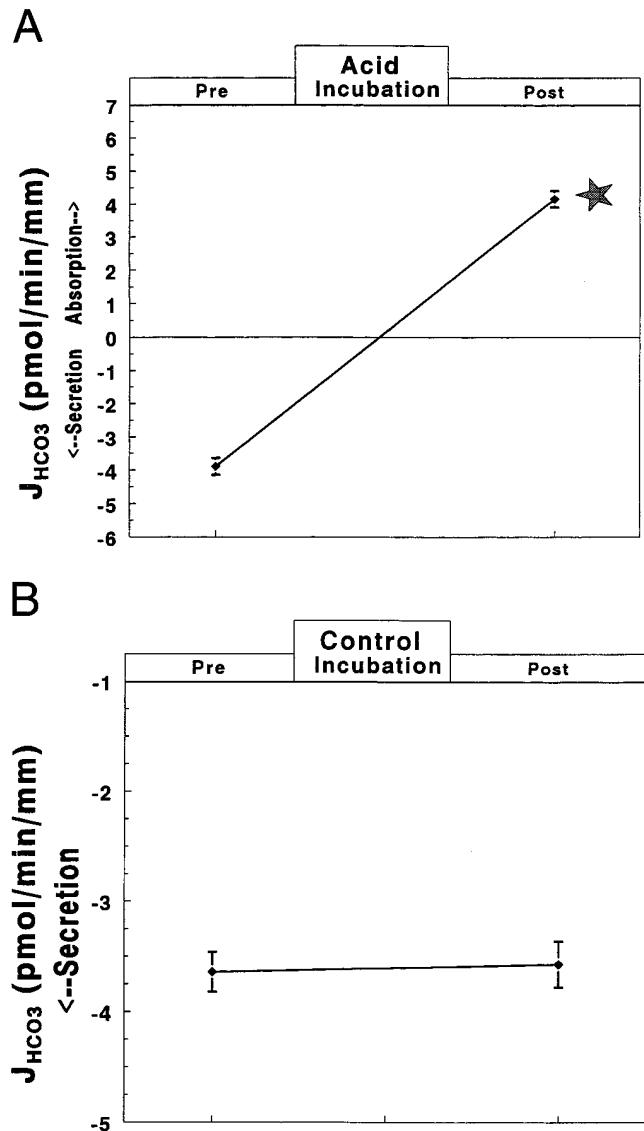 A
Acid
Pre Incubation Post
7
6
5
4
3
2
1
0
-1
-2
-3
-4
-5
-6
JHCO3 (pmol/min/mm)
<--Secretion Absorption-->
B
Control
Pre Incubation Post
-1
-2
-3
-4
-5
JHCO3 (pmol/min/mm)
<--Secretion